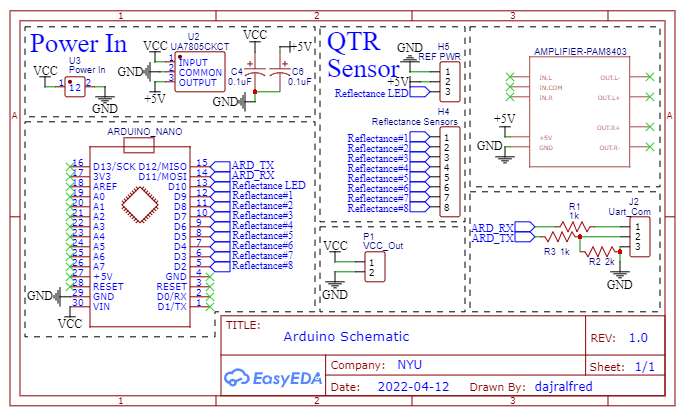 1 2 3
Power In
VCC
U3
Power In
1 2
GND
VCC
U2
UA7805CKCT
1 INPUT
2 COMMON
3 OUTPUT
GND
+5V
VCC
+5V
C4
0.1uF
C6
0.1uF
GND
QTR
Sensor
GND
+5V
Reflectance LED
H5
REF PWR
1
2
3
H4
Reflectance Sensors
Reflectance#1 1
Reflectance#2 2
Reflectance#3 3
Reflectance#4 4
Reflectance#5 5
Reflectance#6 6
Reflectance#7 7
Reflectance#8 8
AMPLIFIER-PAM8403
IN.L OUT.L-
IN.COM
IN.R OUT.L+
OUT.R+
+5V +5V
GND GND OUT.R-
A A
ARDUINO_NANO
16 D13/SCK D12/MISO 15 ARD_TX
17 3V3 D11/MOSI 14 ARD_RX
18 AREF D10 13 Reflectance LED
19 A0 D9 12 Reflectance#1
20 A1 D8 11 Reflectance#2
21 A2 D7 10 Reflectance#3
22 A3 D6 9 Reflectance#4
23 A4 D5 8 Reflectance#5
24 A5 D4 7 Reflectance#6
25 A6 D3 6 Reflectance#7
26 A7 D2 5 Reflectance#8
27 +5V GND 4
28 RESET RESET 3
GND 29 GND D0/RX 2
30 VIN D1/TX 1
VCC
P1
VCC_Out
VCC
1
2
GND
ARD_RX
ARD_TX
R1
1k
R3 1k
R2 2k
GND
J2
Uart_Com
1
2
3
TITLE:
Arduino Schematic
REV: 1.0
EasyEDA
Company: NYU
Sheet: 1/1
Date: 2022-04-12 Drawn By: dajralfred
1 2 3